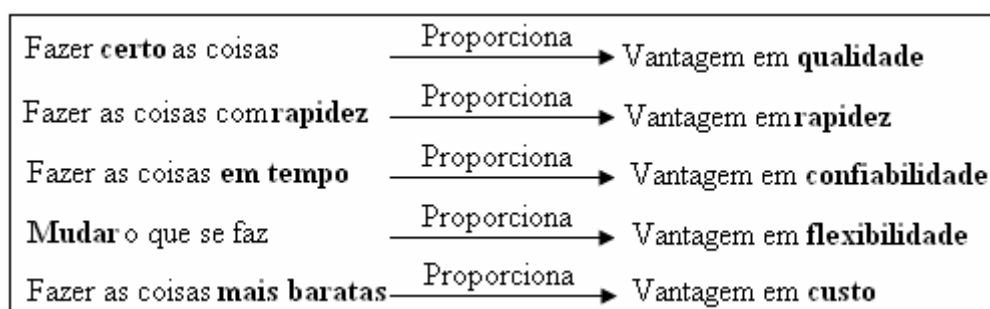 Fazer certo as coisas Proporciona Vantagem em qualidade
Fazer as coisas com rapidez Proporciona Vantagem em rapidez
Fazer as coisas em tempo Proporciona Vantagem em confiabilidade
Mudar o que se faz Proporciona Vantagem em flexibilidade
Fazer as coisas mais baratas Proporciona Vantagem em custo